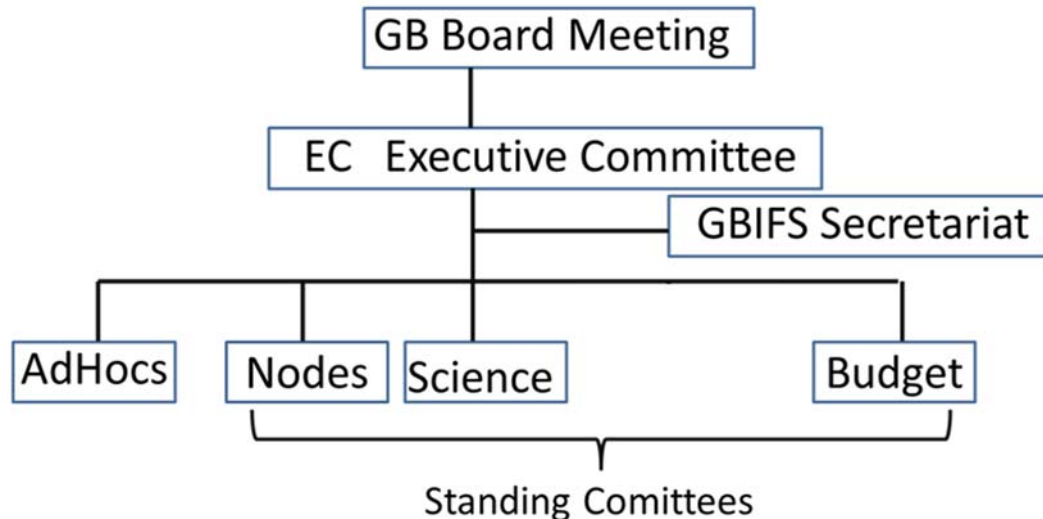 GB Board Meeting
EC Executive Committee
GBIFS Secretariat
AdHocs
Nodes
Science
Budget
Standing Comittees